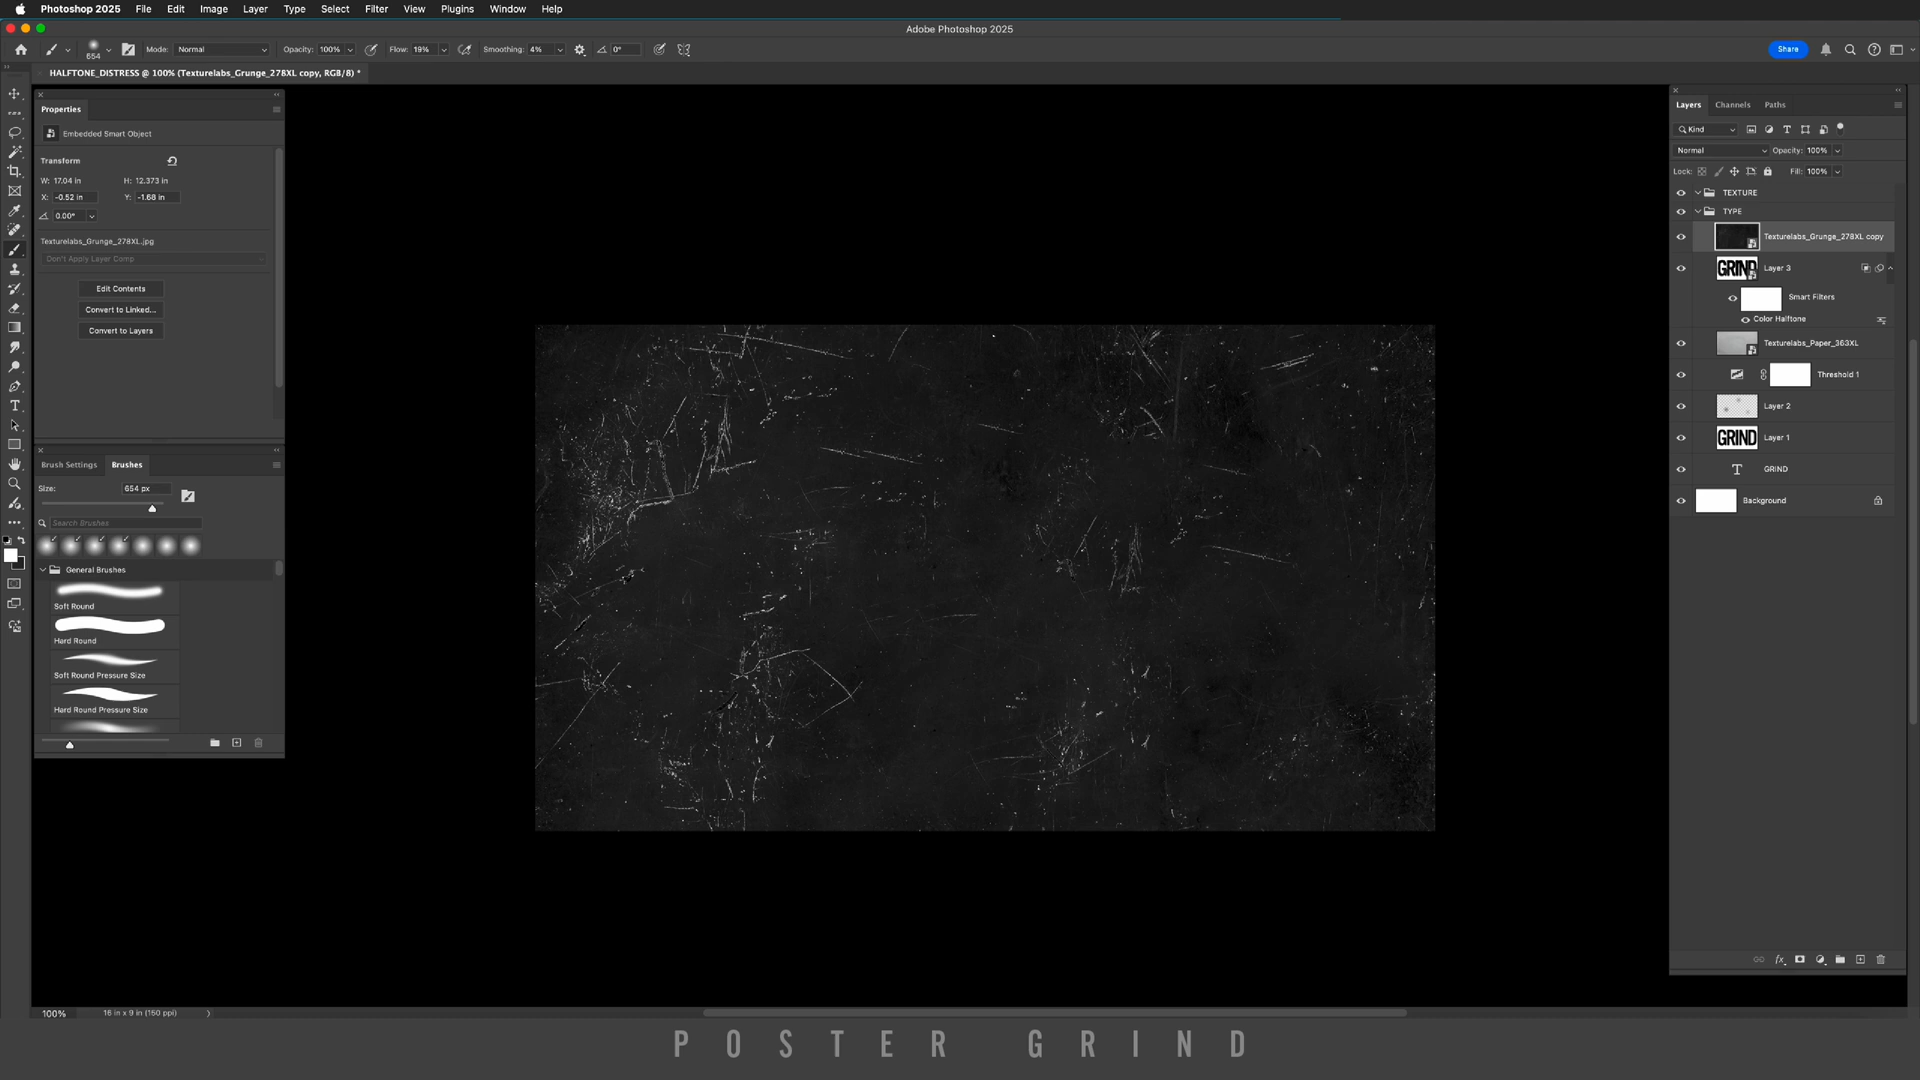 Photoshop 2025 File Edit Image Layer Type Select Filter View Plugins Window Help
Adobe Photoshop 2025
654 Mode: Normal Opacity: 100% Flow: 19% Smoothing: 4% 0° Share
HALFTONE_DISTRESS @ 100% (Texturelabs_Grunge_278XL copy, RGB/8) *
Properties
Embedded Smart Object
Transform
W: 17.04 in H: 12.373 in
X: -0.52 in Y: -1.68 in
0.00°
Texturelabs_Grunge_278XL.jpg
Don't Apply Layer Comp
Edit Contents
Convert to Linked...
Convert to Layers
Brush Settings Brushes
Size: 654 px
Search Brushes
General Brushes
Soft Round
Hard Round
Soft Round Pressure Size
Hard Round Pressure Size
Layers Channels Paths
Kind
Normal Opacity: 100%
Lock: Fill: 100%
TEXTURE
TYPE
Texturelabs_Grunge_278XL copy
GRIND Layer 3
Smart Filters
Color Halftone
Texturelabs_Paper_363XL
Threshold 1
Layer 2
GRIND Layer 1
T GRIND
Background
100% 16 in x 9 in (150 ppi)
POSTER GRIND